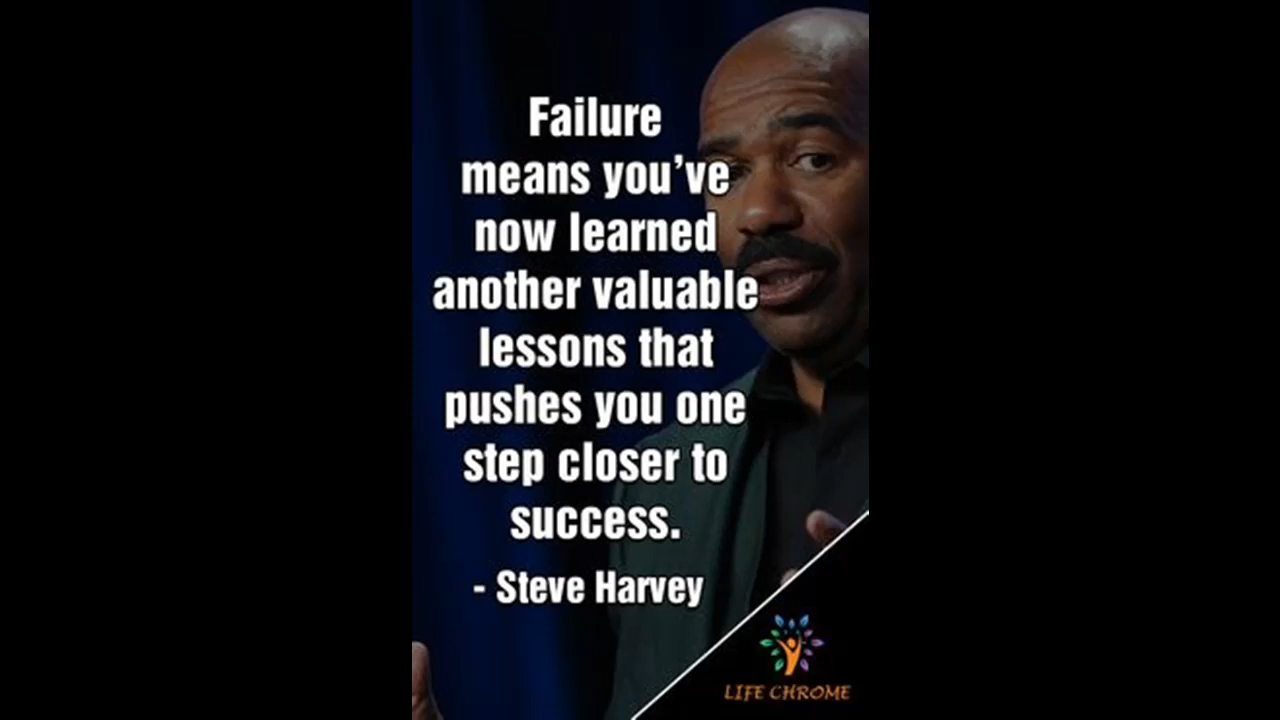 Failure
means you’ve
now learned
another valuable
lessons that
pushes you one
step closer to
success.
- Steve Harvey
LIFE CHROME